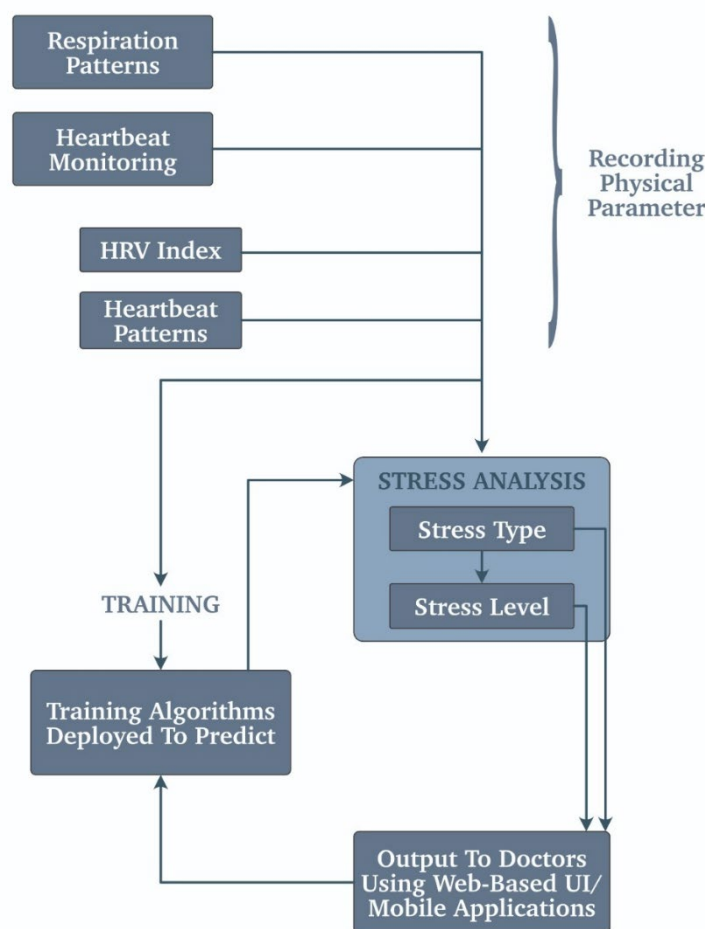 Respiration
Patterns
Heartbeat
Monitoring
HRV Index
Heartbeat
Patterns
Recording
Physical
Parameter
STRESS ANALYSIS
Stress Type
Stress Level
TRAINING
Training Algorithms
Deployed To Predict
Output To Doctors
Using Web-Based UI/
Mobile Applications